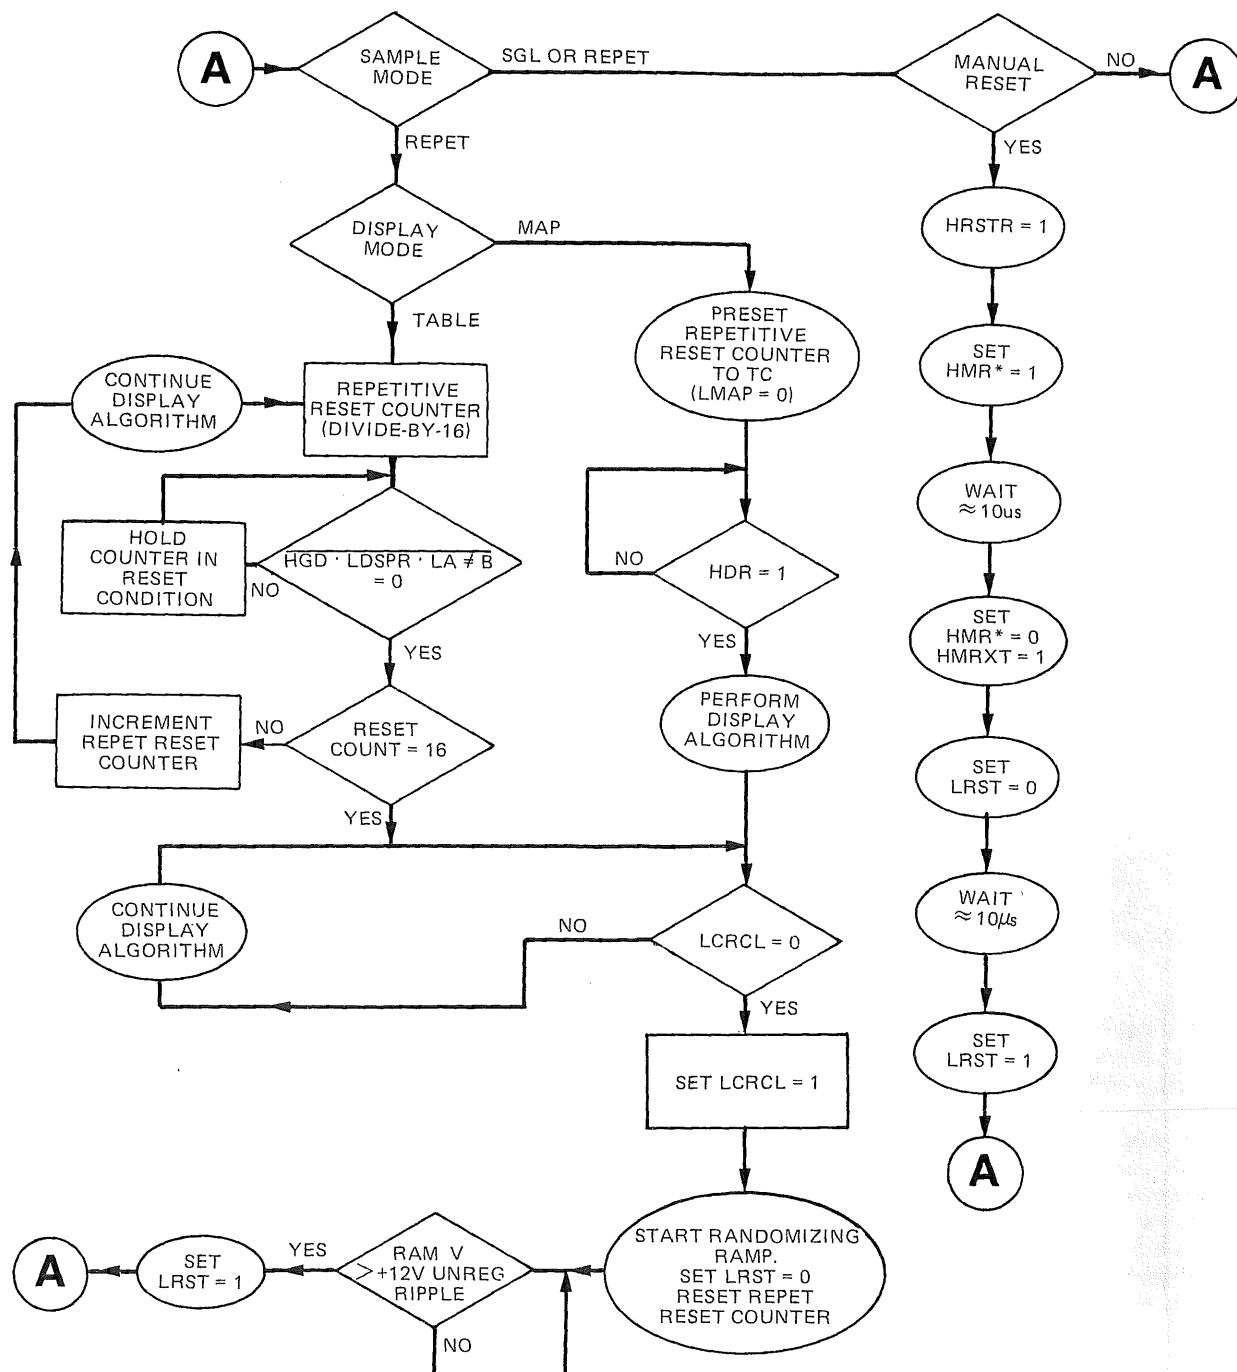 A
SAMPLE
MODE
SGL OR REPET
MANUAL
RESET
NO
A
REPET
YES
DISPLAY
MODE
MAP
HRSTR = 1
TABLE
PRESET
REPETITIVE
RESET COUNTER
TO TC
(LMAP = 0)
SET
HMR* = 1
CONTINUE
DISPLAY
ALGORITHM
REPETITIVE
RESET COUNTER
(DIVIDE-BY-16)
WAIT
≈ 10us
HOLD
COUNTER IN
RESET
CONDITION
NO
HGD · LDSPR · LA ≠ B
= 0
NO
HDR = 1
YES
YES
SET
HMR* = 0
HMRXT = 1
INCREMENT
REPET RESET
COUNTER
NO
RESET
COUNT = 16
PERFORM
DISPLAY
ALGORITHM
SET
LRST = 0
YES
CONTINUE
DISPLAY
ALGORITHM
NO
LCRCL = 0
WAIT
≈ 10μs
YES
SET LCRCL = 1
SET
LRST = 1
A
A
SET
LRST = 1
YES
RAM V
> +12V UNREG
RIPPLE
NO
START RANDOMIZING
RAMP.
SET LRST = 0
RESET REPET
RESET COUNTER